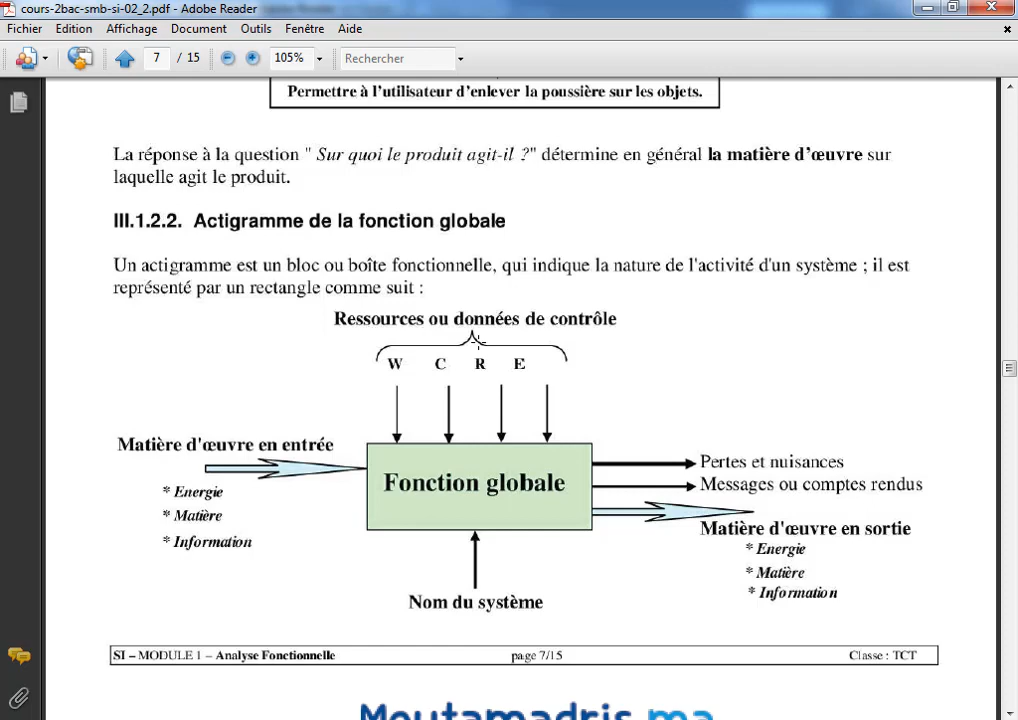 cours-2bac-smb-si-02_2.pdf - Adobe Reader
Fichier Edition Affichage Document Outils Fenêtre Aide
7 / 15 105% Rechercher
Permettre à l'utilisateur d'enlever la poussière sur les objets.
La réponse à la question " Sur quoi le produit agit-il ?" détermine en général la matière d'œuvre sur
laquelle agit le produit.
III.1.2.2. Actigramme de la fonction globale
Un actigramme est un bloc ou boîte fonctionnelle, qui indique la nature de l'activité d'un système ; il est
représenté par un rectangle comme suit :
Ressources ou données de contrôle
W C R E
Matière d'œuvre en entrée
* Energie
* Matière
* Information
Fonction globale
Pertes et nuisances
Messages ou comptes rendus
Matière d'œuvre en sortie
* Energie
* Matière
* Information
Nom du système
SI – MODULE 1 – Analyse Fonctionnelle page 7/15 Classe : TCT
Moutamadris.ma